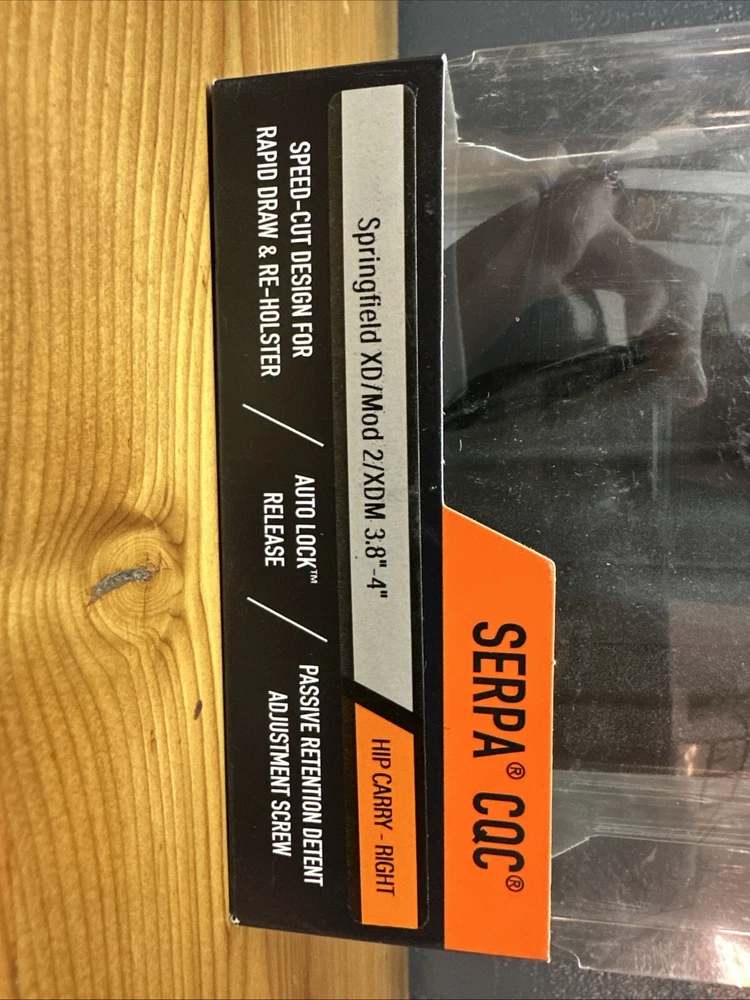 SERPA® CQC®
Springfield XD/Mod 2/XDM 3.8"-4"
HIP CARRY - RIGHT
SPEED-CUT DESIGN FOR
RAPID DRAW & RE-HOLSTER
AUTO LOCK™
RELEASE
PASSIVE RETENTION DETENT
ADJUSTMENT SCREW